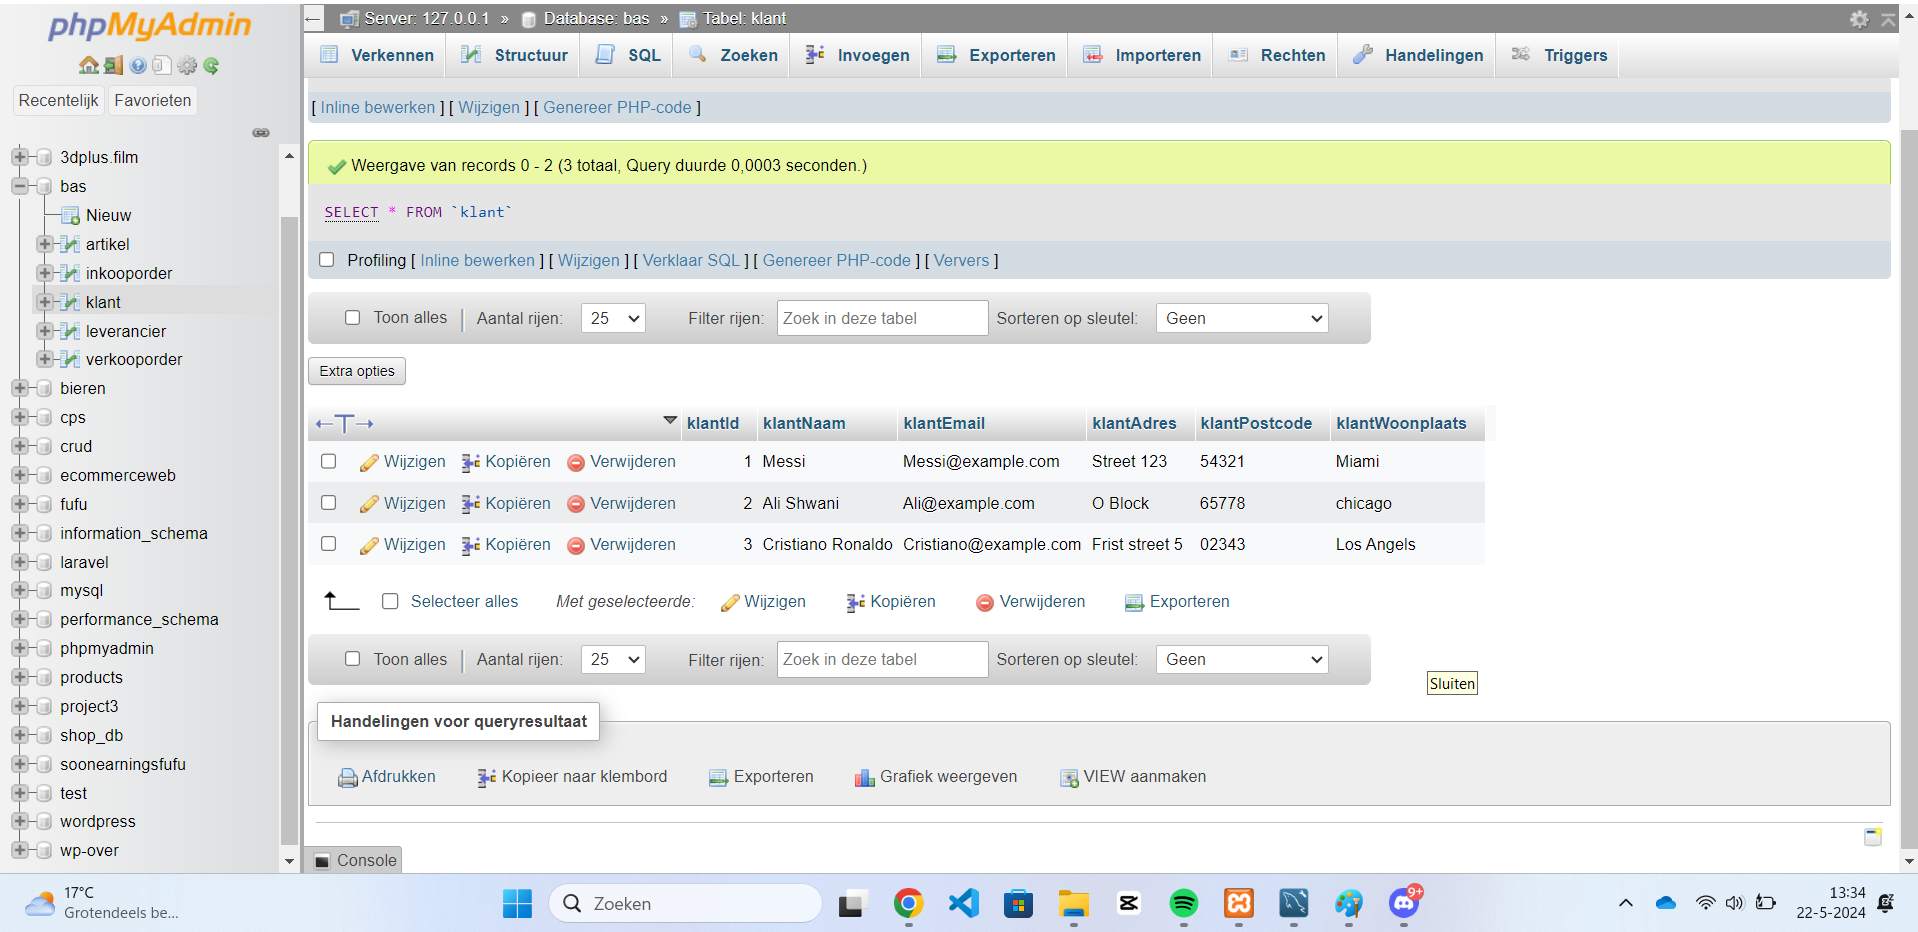 phpMyAdmin
Recentelijk Favorieten
3dplus.film
bas
Nieuw
artikel
inkooporder
klant
leverancier
verkooporder
bieren
cps
crud
ecommerceweb
fufu
information_schema
laravel
mysql
performance_schema
phpmyadmin
products
project3
shop_db
soonearningsfufu
test
wordpress
wp-over
← Server: 127.0.0.1 » Database: bas » Tabel: klant
Verkennen Structuur SQL Zoeken Invoegen Exporteren Importeren Rechten Handelingen Triggers
[ Inline bewerken ] [ Wijzigen ] [ Genereer PHP-code ]
Weergave van records 0 - 2 (3 totaal, Query duurde 0,0003 seconden.)
SELECT * FROM `klant`
Profiling [ Inline bewerken ] [ Wijzigen ] [ Verklaar SQL ] [ Genereer PHP-code ] [ Ververs ]
Toon alles | Aantal rijen: 25 Filter rijen: Zoek in deze tabel Sorteren op sleutel: Geen
Extra opties
←T→ klantId klantNaam klantEmail klantAdres klantPostcode klantWoonplaats
Wijzigen Kopiëren Verwijderen 1 Messi Messi@example.com Street 123 54321 Miami
Wijzigen Kopiëren Verwijderen 2 Ali Shwani Ali@example.com O Block 65778 chicago
Wijzigen Kopiëren Verwijderen 3 Cristiano Ronaldo Cristiano@example.com Frist street 5 02343 Los Angels
Selecteer alles Met geselecteerde: Wijzigen Kopiëren Verwijderen Exporteren
Toon alles | Aantal rijen: 25 Filter rijen: Zoek in deze tabel Sorteren op sleutel: Geen
Sluiten
Handelingen voor queryresultaat
Afdrukken Kopieer naar klembord Exporteren Grafiek weergeven VIEW aanmaken
Console
17°C
Grotendeels be...
Zoeken
9+
13:34
22-5-2024